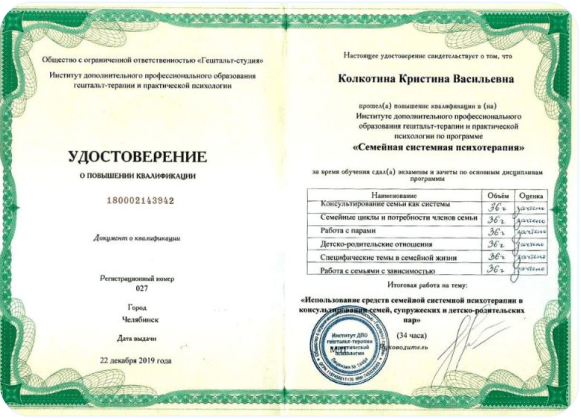 Общество с ограниченной ответственностью «Гештальт-студия»
Институт дополнительного профессионального образования
гештальт-терапии и практической психологии
УДОСТОВЕРЕНИЕ
О ПОВЫШЕНИИ КВАЛИФИКАЦИИ
180002143942
Документ о квалификации
Регистрационный номер
027
Город
Челябинск
Дата выдачи
22 декабря 2019 года
Настоящее удостоверение свидетельствует о том, что
Колкотина Кристина Васильевна
прошел(а) повышение квалификации в (на)
Институте дополнительного профессионального
образования гештальт-терапии и практической
психологии по программе
«Семейная системная психотерапия»
за время обучения сдал(а) экзамены и зачеты по основным дисциплинам
программы
Наименование Объём Оценка
Консультирование семьи как системы 36 ч зачтено
Семейные циклы и потребности членов семьи 36 ч зачтено
Работа с парами 36 ч зачтено
Детско-родительские отношения 36 ч зачтено
Специфические темы в семейной жизни 36 ч зачтено
Работа с семьями с зависимостью 36 ч зачтено
Итоговая работа на тему:
«Использование средств семейной системной психотерапии в
консультировании семей, супружеских и детско-родительских
пар»
(34 часа)
Институт ДПО
гештальт-терапии
и практической
психологии
М.П. Руководитель